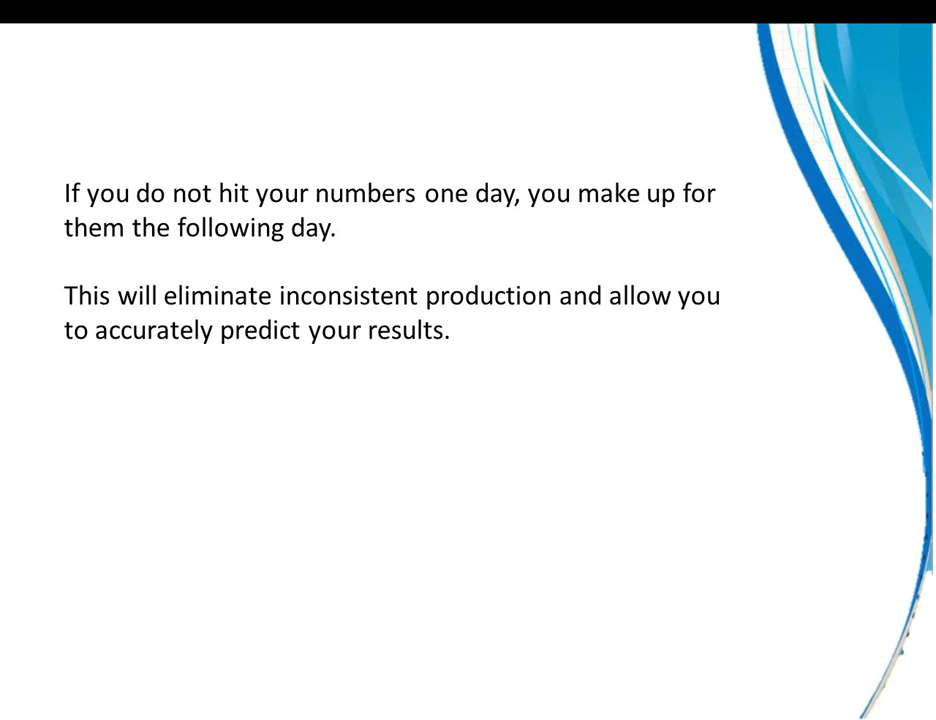 If you do not hit your numbers one day, you make up for
them the following day.
This will eliminate inconsistent production and allow you
to accurately predict your results.